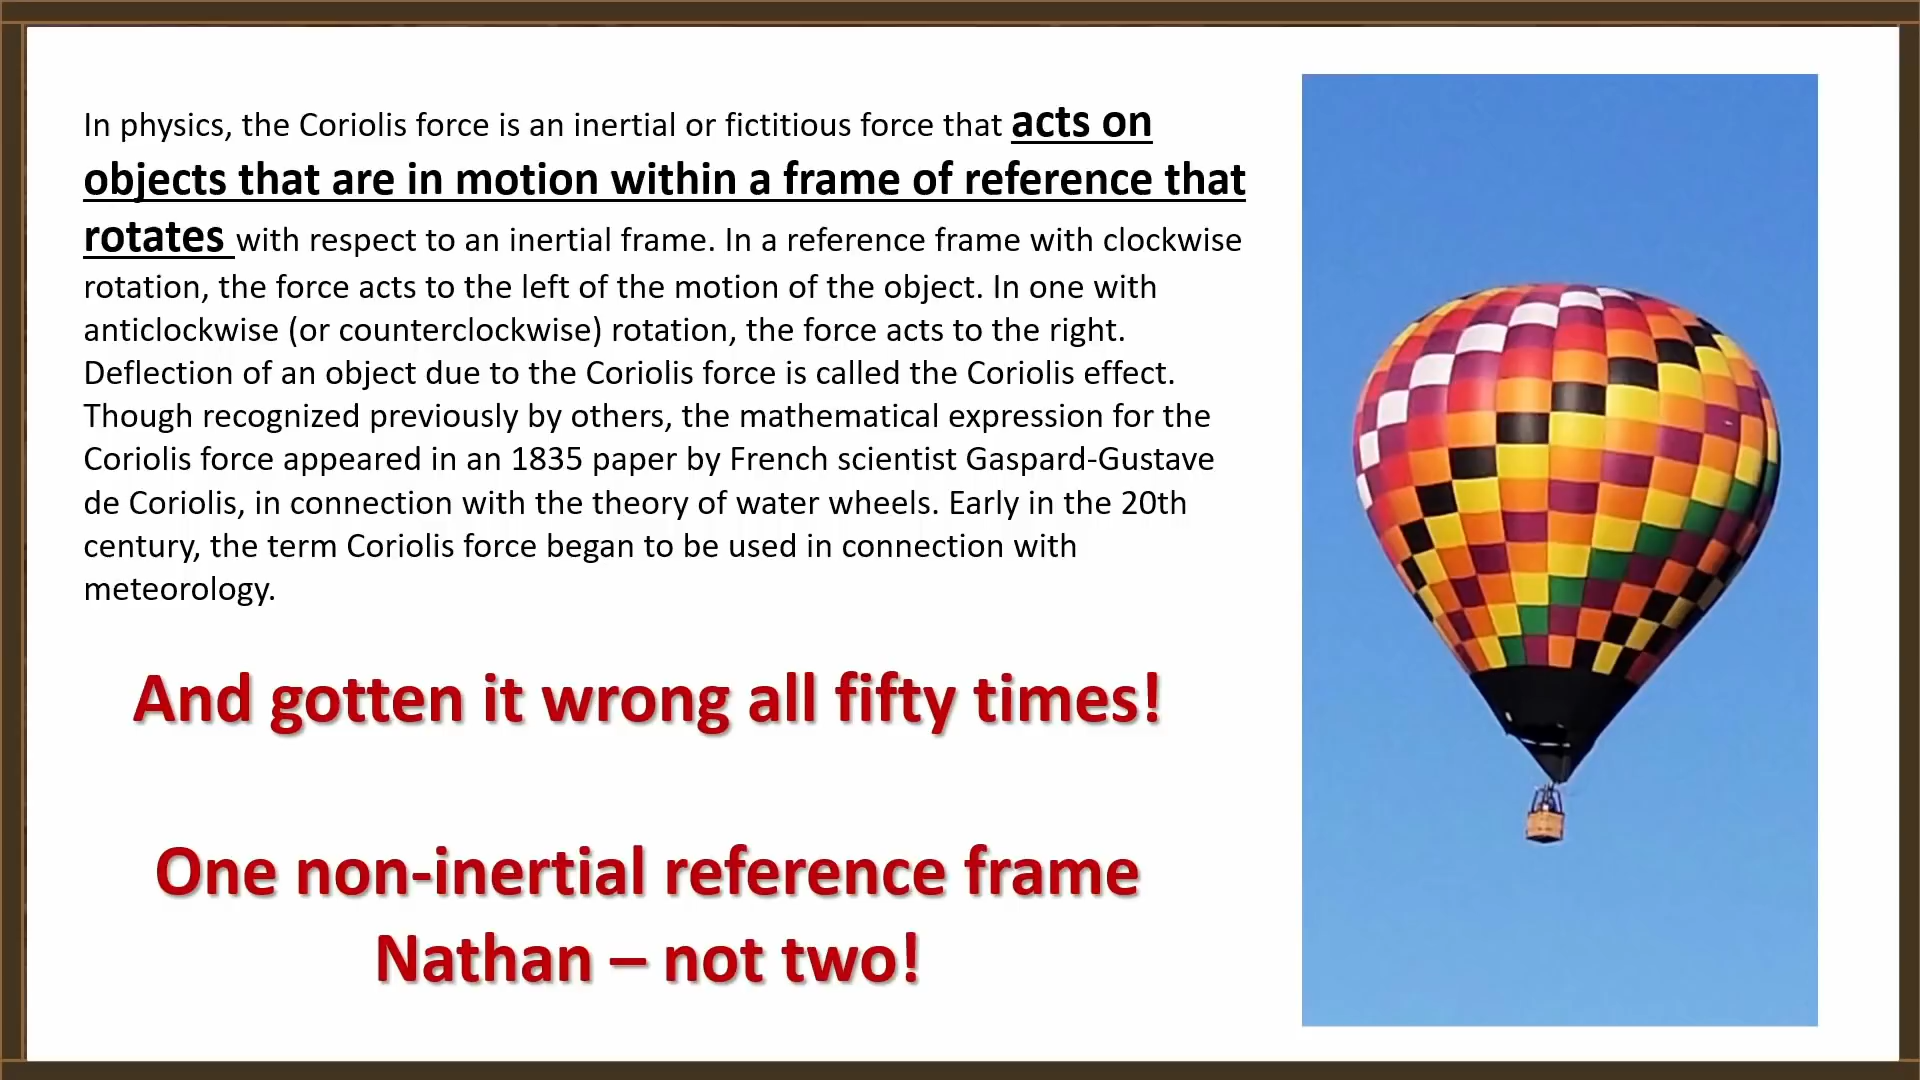 In physics, the Coriolis force is an inertial or fictitious force that acts on
objects that are in motion within a frame of reference that
rotates with respect to an inertial frame. In a reference frame with clockwise
rotation, the force acts to the left of the motion of the object. In one with
anticlockwise (or counterclockwise) rotation, the force acts to the right.
Deflection of an object due to the Coriolis force is called the Coriolis effect.
Though recognized previously by others, the mathematical expression for the
Coriolis force appeared in an 1835 paper by French scientist Gaspard-Gustave
de Coriolis, in connection with the theory of water wheels. Early in the 20th
century, the term Coriolis force began to be used in connection with
meteorology.
And gotten it wrong all fifty times!
One non-inertial reference frame
Nathan – not two!